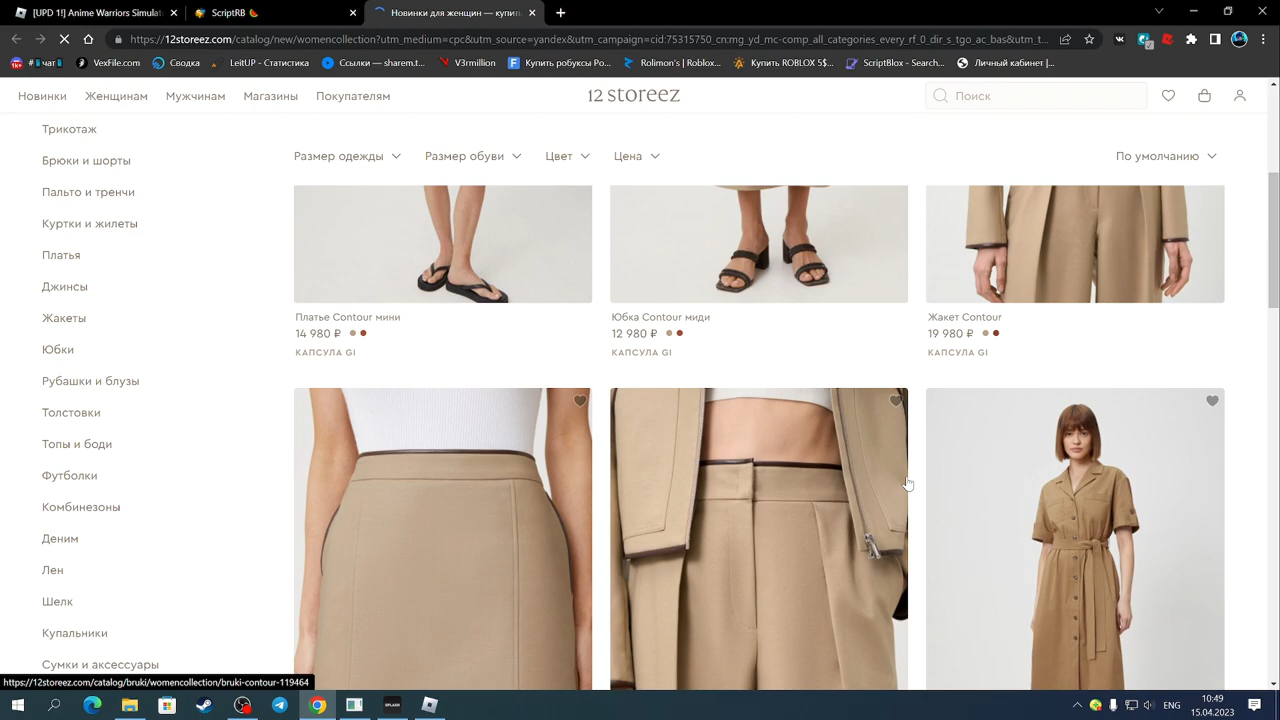 [UPD 1!] Anime Warriors Simulat
ScriptRB
Новинки для женщин — купить
https://12storeez.com/catalog/new/womencollection?utm_medium=cpc&utm_source=yandex&utm_campaign=cid:75315750_cn:mg_yd_mc-comp_all_categories_every_rf_0_dir_s_tgo_ac_bas&utm_t...
VexFile.com
LeitUP - Статистика
Ссылки — share.m...
V3rmillion
Купить робуксы Ро...
Rolimon's | Roblox...
Купить ROBLOX 5$...
ScriptBlox - Search
Личный кабинет |...
Новинки
Женщинам
Мужчинам
Магазины
Покупателям
12 STOREEZ
Поиск
Трикотаж
Брюки и шорты
Пальто и тренчи
Куртки и жилеты
Платья
Джинсы
Жакеты
Юбки
Рубашки и блузы
Толстовки
Топы и боди
Футболки
Комбинезоны
Деним
Лен
Шелк
Купальники
Сумки и аксессуары
Размер одежды
Размер обуви
Цвет
Цена
По умолчанию
Платье Contour мини
14 980 ₽
КАПСУЛА GI
Юбка Contour миди
12 980 ₽
КАПСУЛА GI
Жакет Contour
19 980 ₽
КАПСУЛА GI
https://12storeez.com/catalog/bruki/womencollection/bruki-contour-119464
10:49
15.04.2023